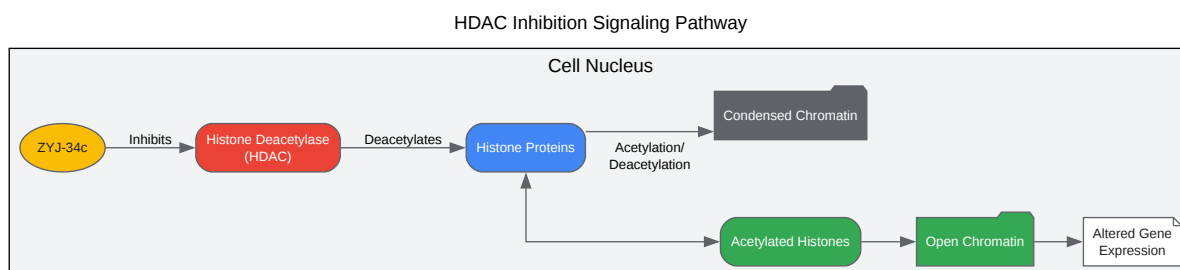 HDAC Inhibition Signaling Pathway
Cell Nucleus
ZYJ-34c
Inhibits
Histone Deacetylase
(HDAC)
Deacetylates
Histone Proteins
Acetylation/
Deacetylation
Condensed Chromatin
Acetylated Histones
Open Chromatin
Altered Gene
Expression